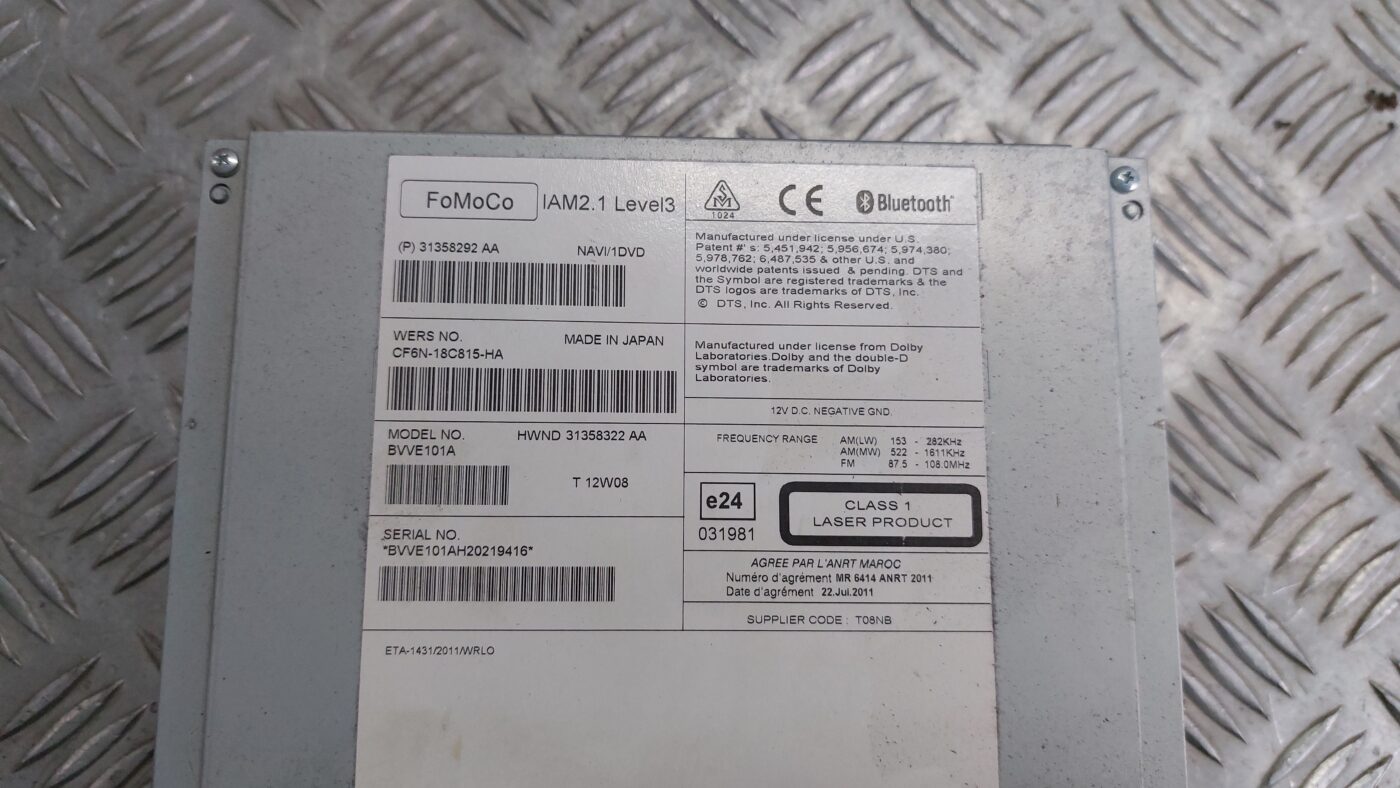 FoMoCo IAM2.1 Level3
(P) 31358292 AA NAVI/1DVD
WERS NO. MADE IN JAPAN
CF6N-18C815-HA
MODEL NO. HWND 31358322 AA
BVVE101A
T 12W08
SERIAL NO.
*BVVE101AH20219416*
ETA-1431/2011/WRLO
SM
1024
CE
Bluetooth
Manufactured under license under U.S.
Patent #' s: 5,451,942; 5,956,674; 5,974,380;
5,978,762; 6,487,535 & other U.S. and
worldwide patents issued & pending. DTS and
the Symbol are registered trademarks & the
DTS logos are trademarks of DTS, Inc.
© DTS, Inc. All Rights Reserved.
Manufactured under license from Dolby
Laboratories.Dolby and the double-D
symbol are trademarks of Dolby
Laboratories.
12V D.C. NEGATIVE GND.
FREQUENCY RANGE AM(LW) 153 - 282KHz
AM(MW) 522 - 1611KHz
FM 87.5 - 108.0MHz
e24
031981
CLASS 1
LASER PRODUCT
AGREE PAR L'ANRT MAROC
Numéro d'agrément MR 6414 ANRT 2011
Date d'agrément 22.Jul.2011
SUPPLIER CODE : T08NB